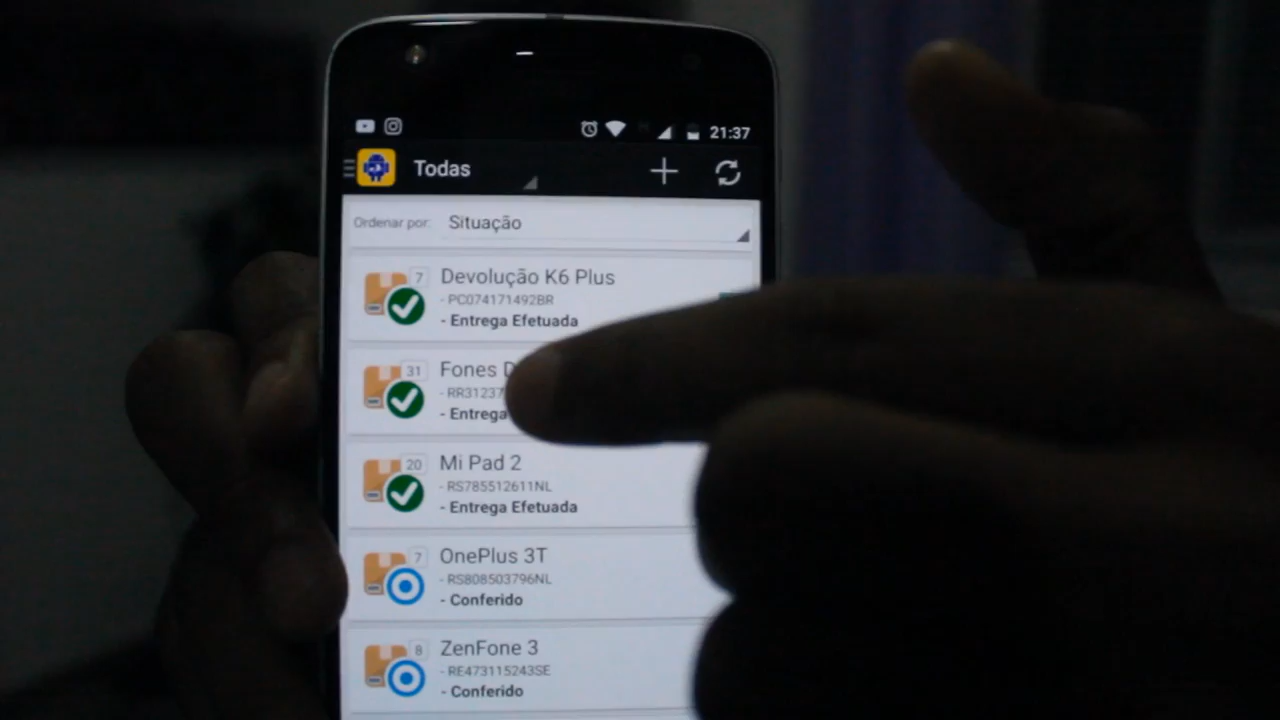 21:37
Todas
Ordenar por: Situação
7 Devolução K6 Plus
- PC074171492BR
- Entrega Efetuada
31 Fones
- RR31237
- Entrega
20 Mi Pad 2
- RS785512611NL
- Entrega Efetuada
7 OnePlus 3T
- RS808503796NL
- Conferido
8 ZenFone 3
- RE473115243SE
- Conferido